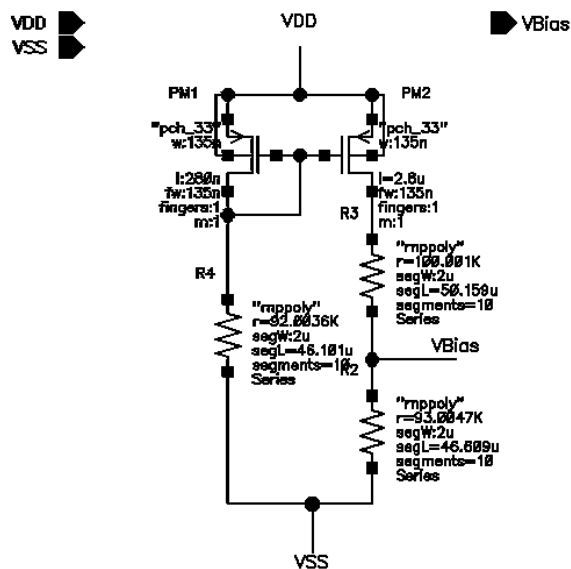 VDD
VSS
VDD
VBias
PM1
PM2
"pch_33"
w:135n
l:280n
fw:135n
fingers:1
m:1
"pch_33"
w:135n
l=2.8u
fw:135n
fingers:1
m:1
R3
"rnppoly"
r=100.001K
segW:2u
segL=50.159u
segments=10
Series
R4
"rnppoly"
r=92.0036K
segW:2u
segL=46.101u
segments=10
Series
VBias
R2
"rnppoly"
r=93.0047K
segW:2u
segL=46.609u
segments=10
Series
VSS